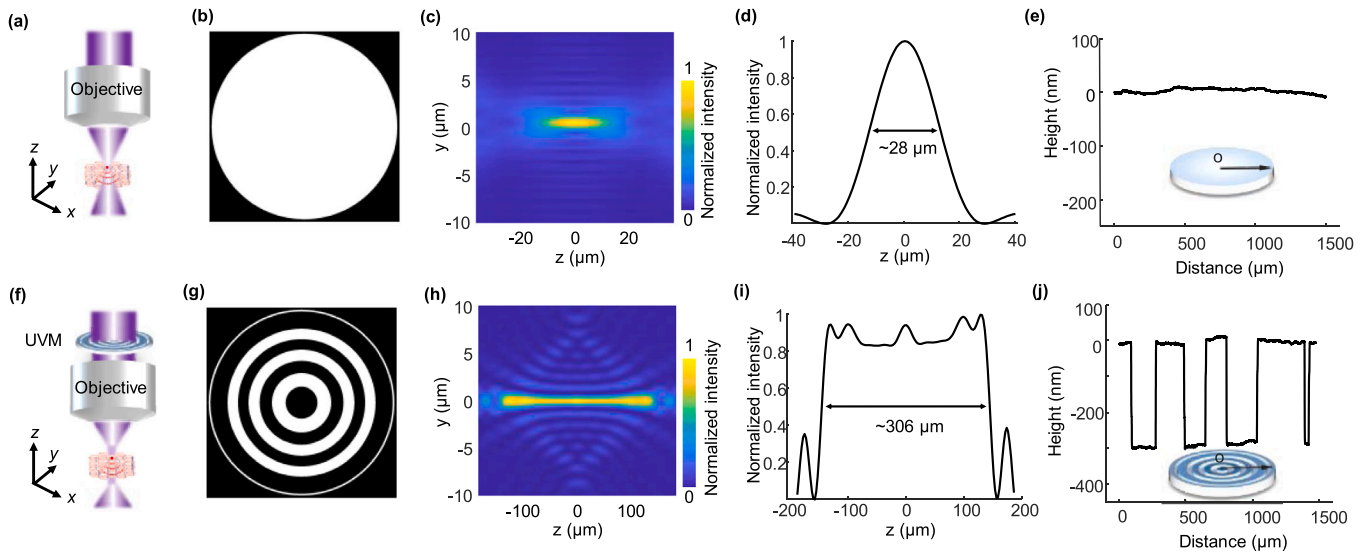 (a)
Objective
z
y
x
(b)
(c)
10
5
0
-5
-10
y (µm)
-20
0
20
z (µm)
1
0
Normalized intensity
(d)
1
0.8
0.6
0.4
0.2
Normalized intensity
~28 µm
-40
-20
0
20
40
z (µm)
(e)
100
0
-100
-200
Height (nm)
O
0
500
1000
1500
Distance (µm)
(f)
UVM
Objective
z
y
x
(g)
(h)
10
5
0
-5
-10
y (µm)
-100
0
100
z (µm)
1
0
Normalized intensity
(i)
1
0.8
0.6
0.4
0.2
Normalized intensity
~306 µm
-200
-100
0
100
200
z (µm)
(j)
100
0
-100
-200
-300
-400
Height (nm)
O
0
500
1000
1500
Distance (µm)